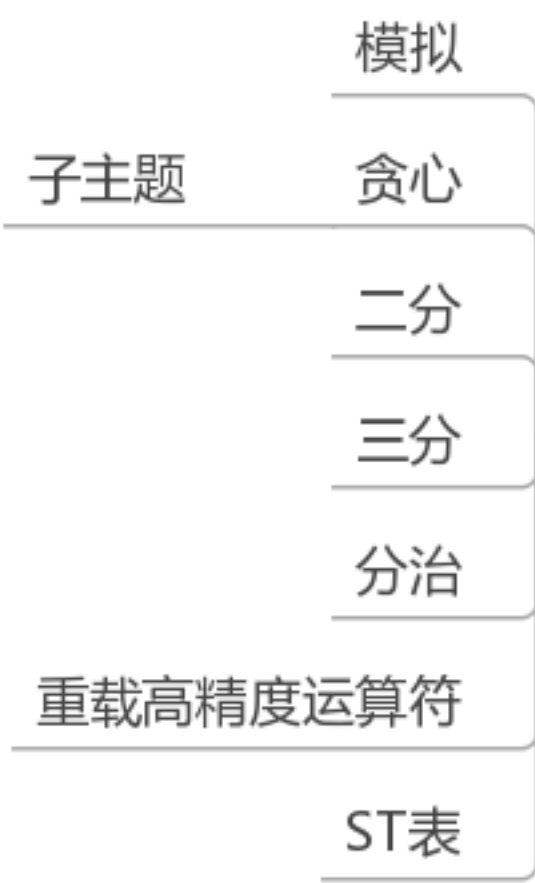 模拟
子主题 贪心
二分
三分
分治
重载高精度运算符
ST表